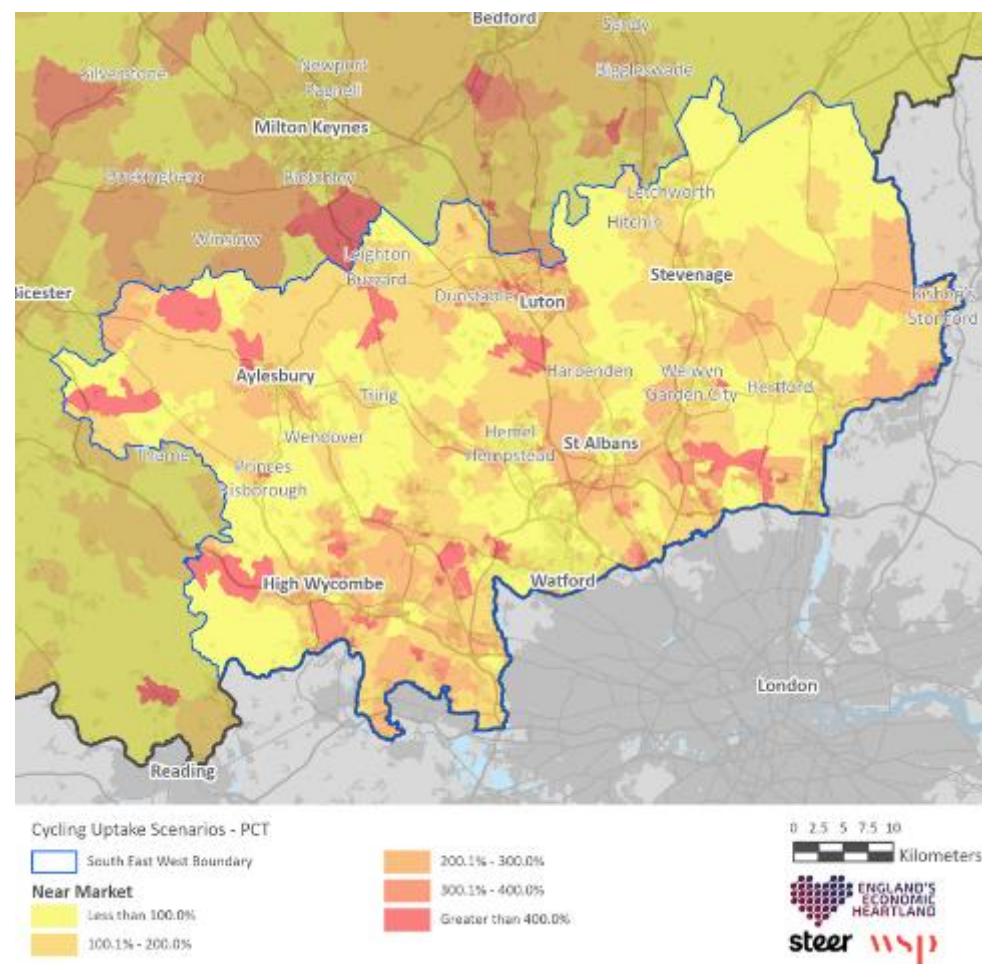 Bedford
Sandy
Silverstone
Newport
Pagnell
Biggleswade
Milton Keynes
Buckingham
Bletchley
Letchworth
Hitchin
Winslow
Leighton
Buzzard
Stevenage
Bicester
Dunstable
Luton
Bishop's
Stortford
Aylesbury
Harpenden
Welwyn
Garden City
Hertford
Tring
Wendover
Hemel
Hempstead
St Albans
Thame
Princes
Risborough
High Wycombe
Watford
London
Reading
Cycling Uptake Scenarios - PCT
South East West Boundary
Near Market
Less than 100.0%
100.1% - 200.0%
200.1% - 300.0%
300.1% - 400.0%
Greater than 400.0%
0 2.5 5 7.5 10
Kilometers
ENGLAND'S
ECONOMIC
HEARTLAND
steer wsp